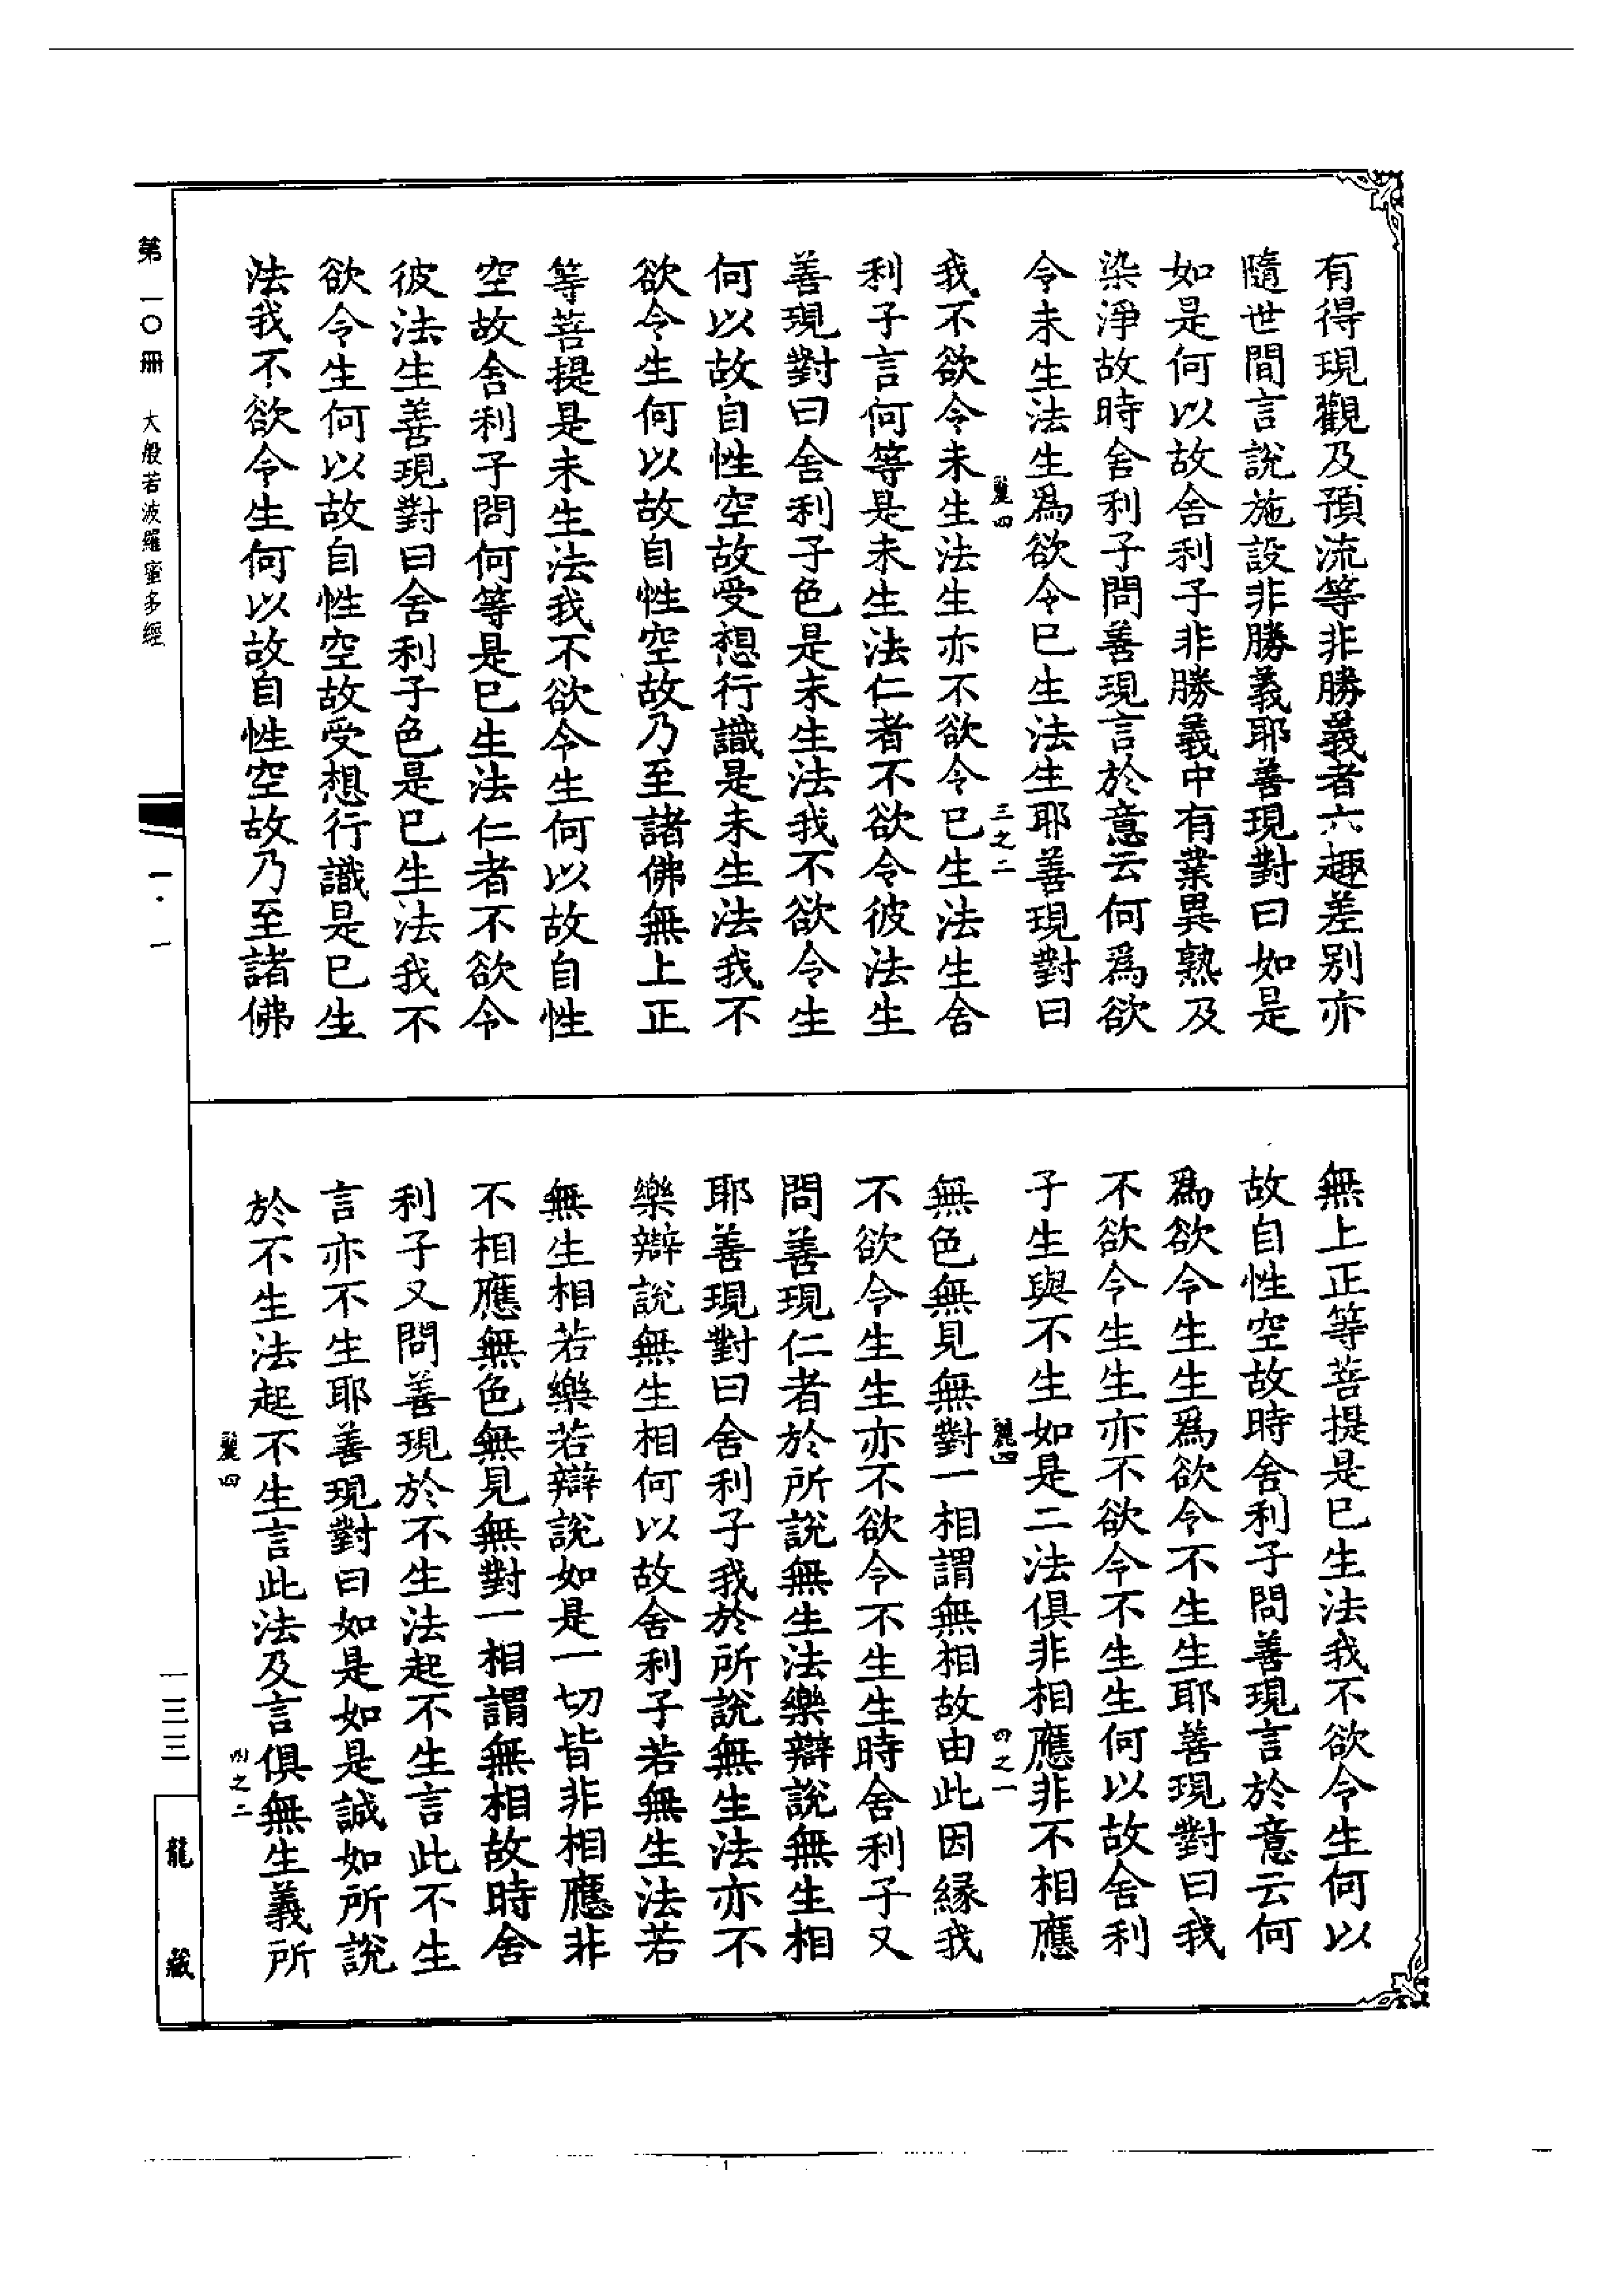 有得現觀及預流等非勝義者六趣差別亦
隨世間言說施設非勝義耶善現對曰如是
如是何以故舍利子非勝義中有業異熟及
染淨故時舍利子問善現言於意云何爲欲
令未生法生爲欲令已生法生耶善現對曰
麗四 三之二
我不欲令未生法生亦不欲令已生法生舍
利子言何等是未生法仁者不欲令彼法生
善現對曰舍利子色是未生法我不欲令生
何以故自性空故受想行識是未生法我不
欲令生何以故自性空故乃至諸佛無上正
等菩提是未生法我不欲令生何以故自性
空故舍利子問何等是已生法仁者不欲令
彼法生善現對曰舍利子色是已生法我不
欲令生何以故自性空故受想行識是已生
法我不欲令生何以故自性空故乃至諸佛
無上正等菩提是已生法我不欲令生何以
故自性空故時舍利子問善現言於意云何
爲欲令生生爲欲令不生生耶善現對曰我
不欲令生生亦不欲令不生生何以故舍利
子生與不生如是二法俱非相應非不相應
麗四 四之一
無色無見無對一相謂無相故由此因緣我
不欲令生生亦不欲令不生生時舍利子又
問善現仁者於所說無生法樂辯說無生相
耶善現對曰舍利子我於所說無生法亦不
樂辯說無生相何以故舍利子若無生法若
無生相若樂若辯說如是一切皆非相應非
不相應無色無見無對一相謂無相故時舍
利子又問善現於不生法起不生言此不生
言亦不生耶善現對曰如是如是誠如所說
於不生法起不生言此法及言俱無生義所
麗四 四之二
第一〇冊 大般若波羅蜜多經
一·一
一三三
龍藏